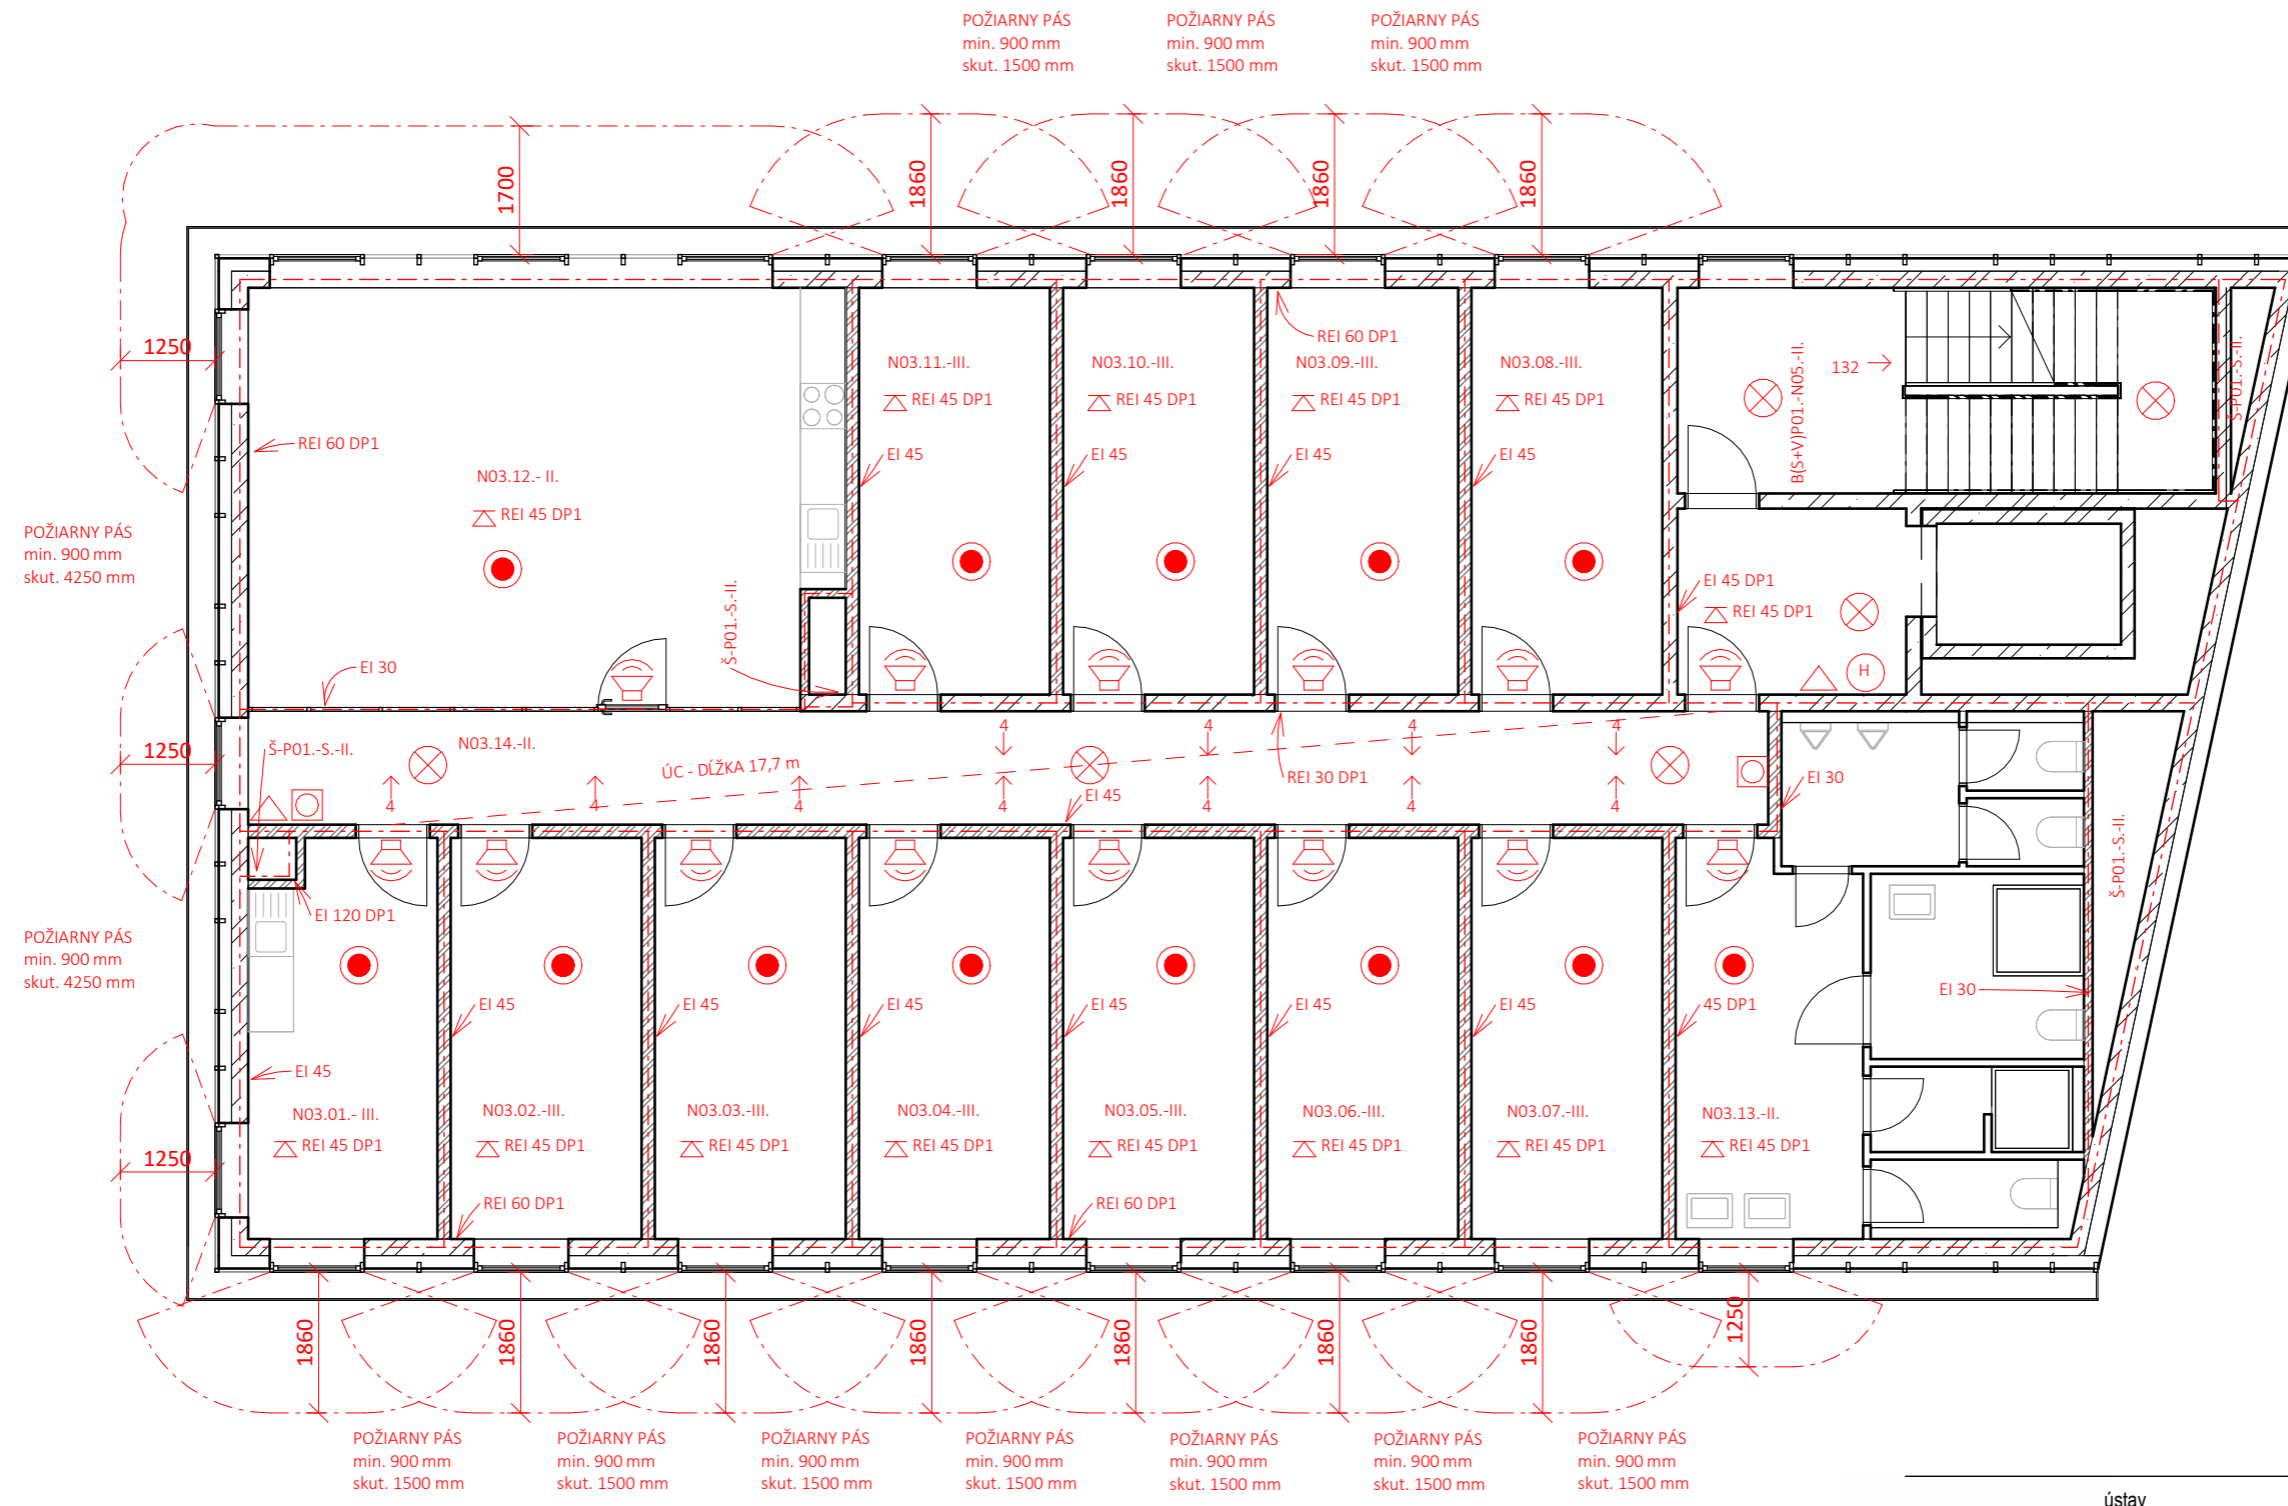 POŽIARNY PÁS
min. 900 mm
skut. 1500 mm
POŽIARNY PÁS
min. 900 mm
skut. 1500 mm
POŽIARNY PÁS
min. 900 mm
skut. 1500 mm
1700
1860
1860
1860
1860
1250
REI 60 DP1
N03.12.- II.
REI 45 DP1
N03.11.-III.
REI 45 DP1
EI 45
N03.10.-III.
REI 45 DP1
EI 45
REI 60 DP1
N03.09.-III.
REI 45 DP1
EI 45
N03.08.-III.
REI 45 DP1
EI 45
B(S+V)P01.-N05.-II.
132
Š-P01.-S.-II.
POŽIARNY PÁS
min. 900 mm
skut. 4250 mm
EI 45 DP1
REI 45 DP1
H
Š-P01.-S.-II.
EI 30
1250
Š-P01.-S.-II.
N03.14.-II.
ÚC - DĹŽKA 17,7 m
4
4
4
4
REI 30 DP1
EI 45
4
4
4
4
4
4
4
EI 30
Š-P01.-S.-II.
EI 120 DP1
POŽIARNY PÁS
min. 900 mm
skut. 4250 mm
EI 45
EI 45
EI 45
EI 45
EI 45
EI 45
45 DP1
EI 30
EI 45
N03.01.- III.
REI 45 DP1
N03.02.-III.
REI 45 DP1
REI 60 DP1
N03.03.-III.
REI 45 DP1
N03.04.-III.
REI 45 DP1
N03.05.-III.
REI 45 DP1
REI 60 DP1
N03.06.-III.
REI 45 DP1
N03.07.-III.
REI 45 DP1
N03.13.-II.
REI 45 DP1
1250
1860
1860
1860
1860
1860
1860
1860
1250
POŽIARNY PÁS
min. 900 mm
skut. 1500 mm
POŽIARNY PÁS
min. 900 mm
skut. 1500 mm
POŽIARNY PÁS
min. 900 mm
skut. 1500 mm
POŽIARNY PÁS
min. 900 mm
skut. 1500 mm
POŽIARNY PÁS
min. 900 mm
skut. 1500 mm
POŽIARNY PÁS
min. 900 mm
skut. 1500 mm
POŽIARNY PÁS
min. 900 mm
skut. 1500 mm
ústav